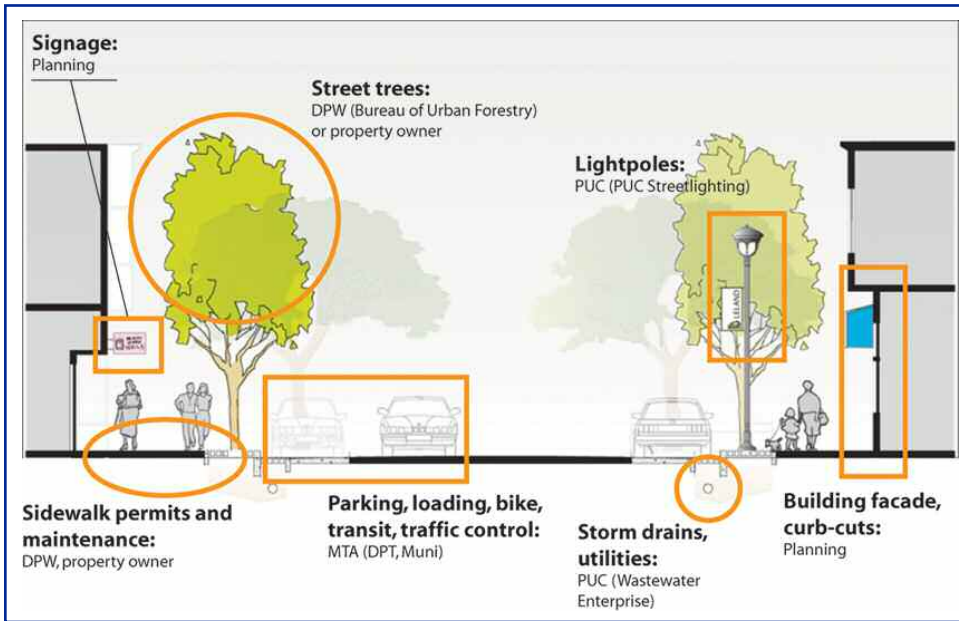 Signage:
Planning
Street trees:
DPW (Bureau of Urban Forestry)
or property owner
Lightpoles:
PUC (PUC Streetlighting)
LELAND
Sidewalk permits and
maintenance:
DPW, property owner
Parking, loading, bike,
transit, traffic control:
MTA (DPT, Muni)
Storm drains,
utilities:
PUC (Wastewater
Enterprise)
Building facade,
curb-cuts:
Planning